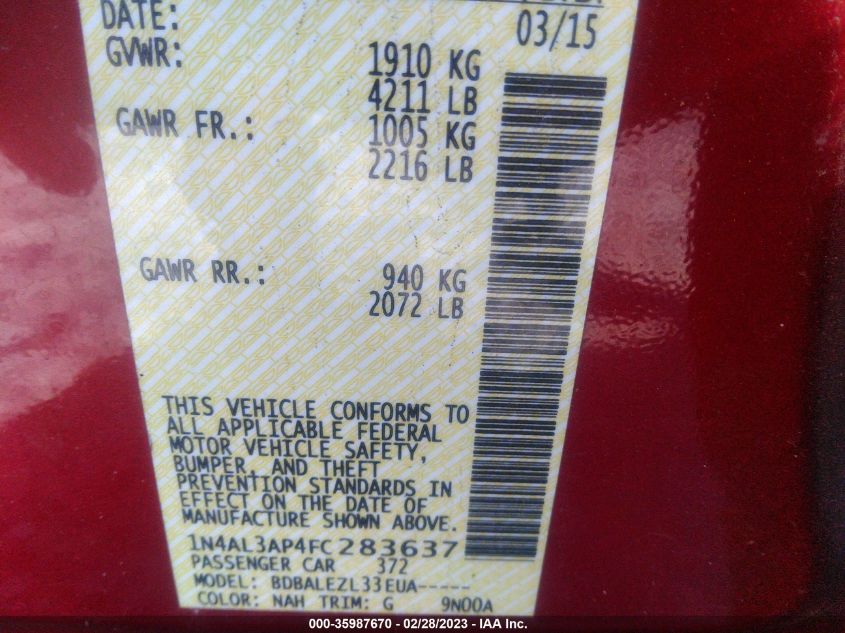 DATE: 03/15
GVWR: 1910 KG
4211 LB
GAWR FR.: 1005 KG
2216 LB
GAWR RR.: 940 KG
2072 LB
THIS VEHICLE CONFORMS TO
ALL APPLICABLE FEDERAL
MOTOR VEHICLE SAFETY,
BUMPER, AND THEFT
PREVENTION STANDARDS IN
EFFECT ON THE DATE OF
MANUFACTURE SHOWN ABOVE.
1N4AL3AP4FC283637
PASSENGER CAR 372
MODEL: BDBALEZL33EUA-----
COLOR: NAH TRIM: G 9N00A
000-35987670 - 02/28/2023 - IAA Inc.